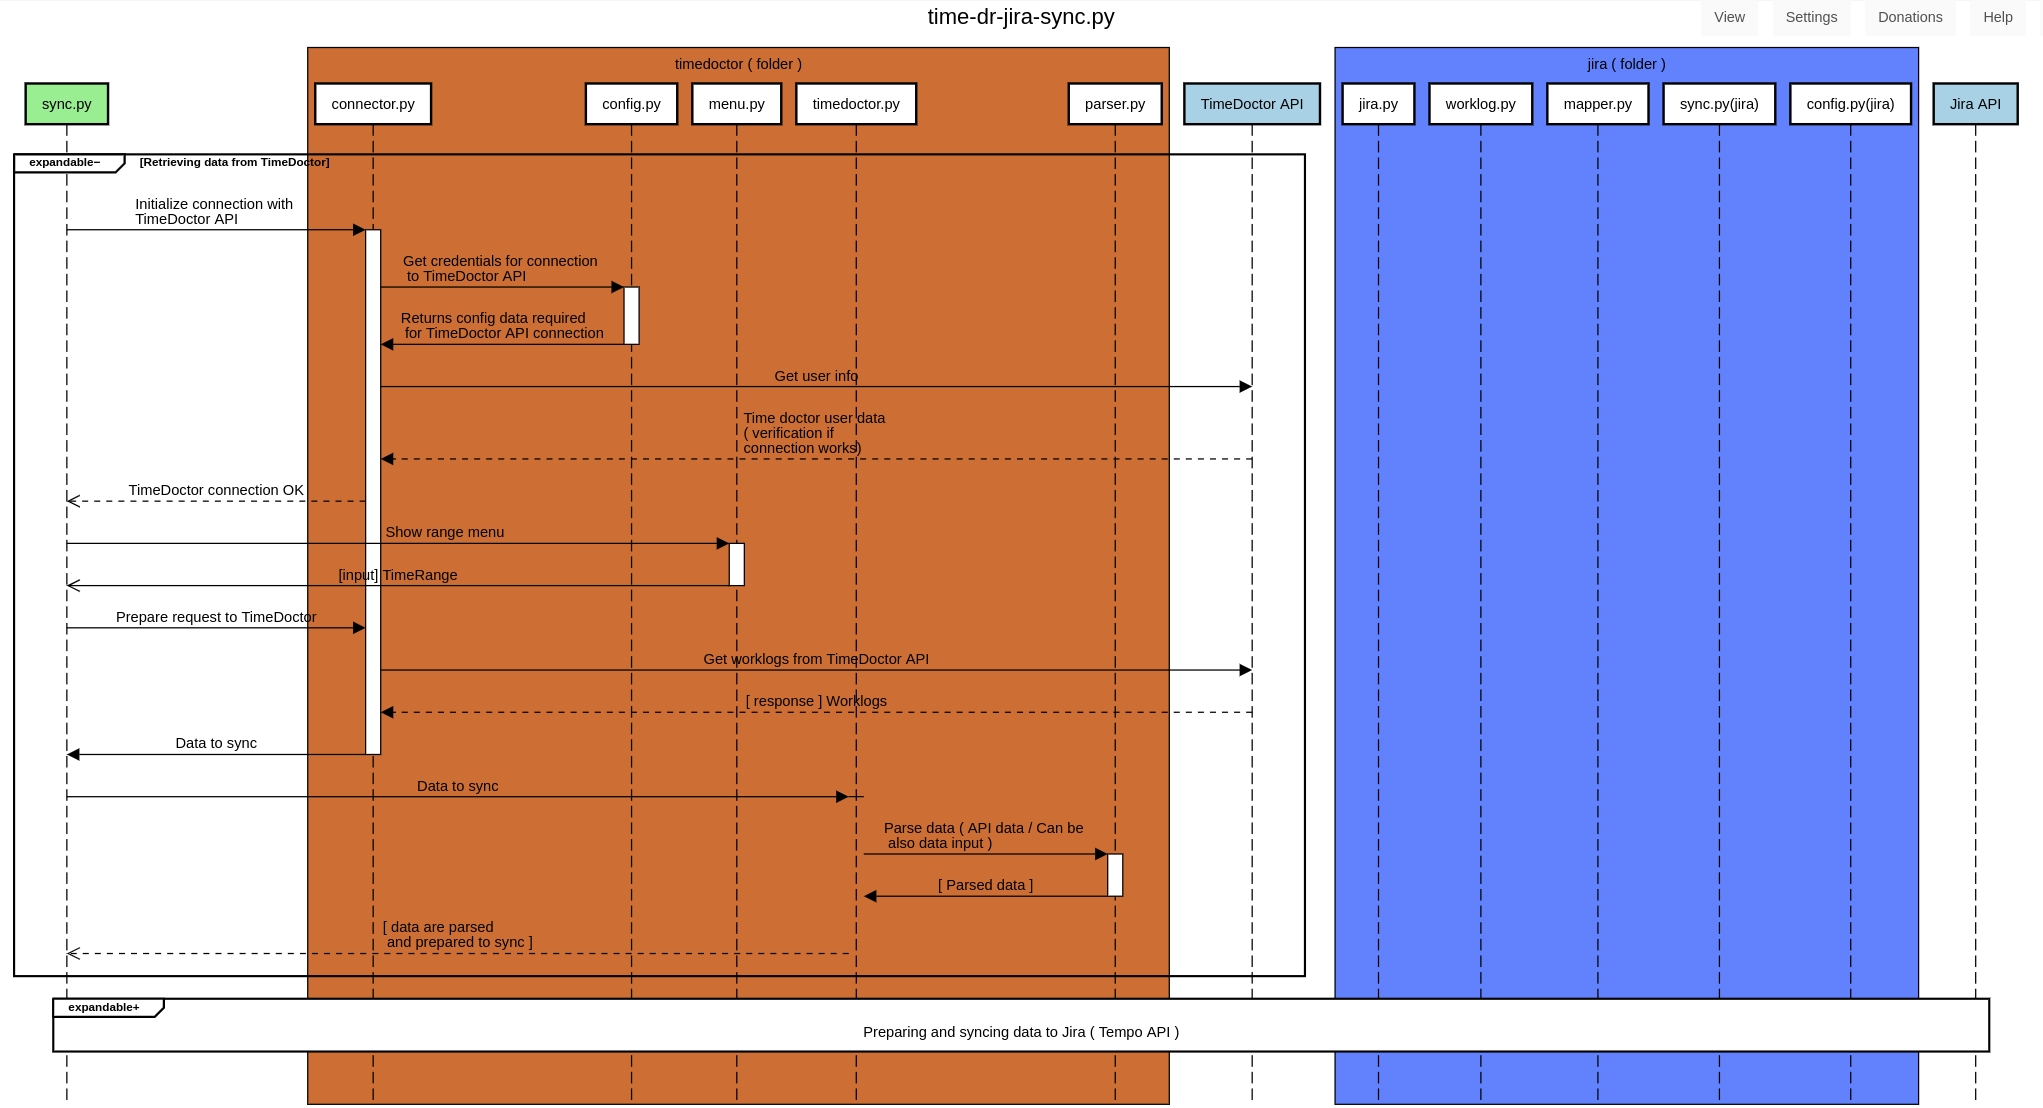 time-dr-jira-sync.py
View
Settings
Donations
Help
timedoctor ( folder )
jira ( folder )
sync.py
connector.py
config.py
menu.py
timedoctor.py
parser.py
TimeDoctor API
jira.py
worklog.py
mapper.py
sync.py(jira)
config.py(jira)
Jira API
expandable−
[Retrieving data from TimeDoctor]
Initialize connection with
TimeDoctor API
Get credentials for connection
to TimeDoctor API
Returns config data required
for TimeDoctor API connection
Get user info
Time doctor user data
( verification if
connection works)
TimeDoctor connection OK
Show range menu
[input] TimeRange
Prepare request to TimeDoctor
Get worklogs from TimeDoctor API
[ response ] Worklogs
Data to sync
Data to sync
Parse data ( API data / Can be
also data input )
[ Parsed data ]
[ data are parsed
and prepared to sync ]
expandable+
Preparing and syncing data to Jira ( Tempo API )